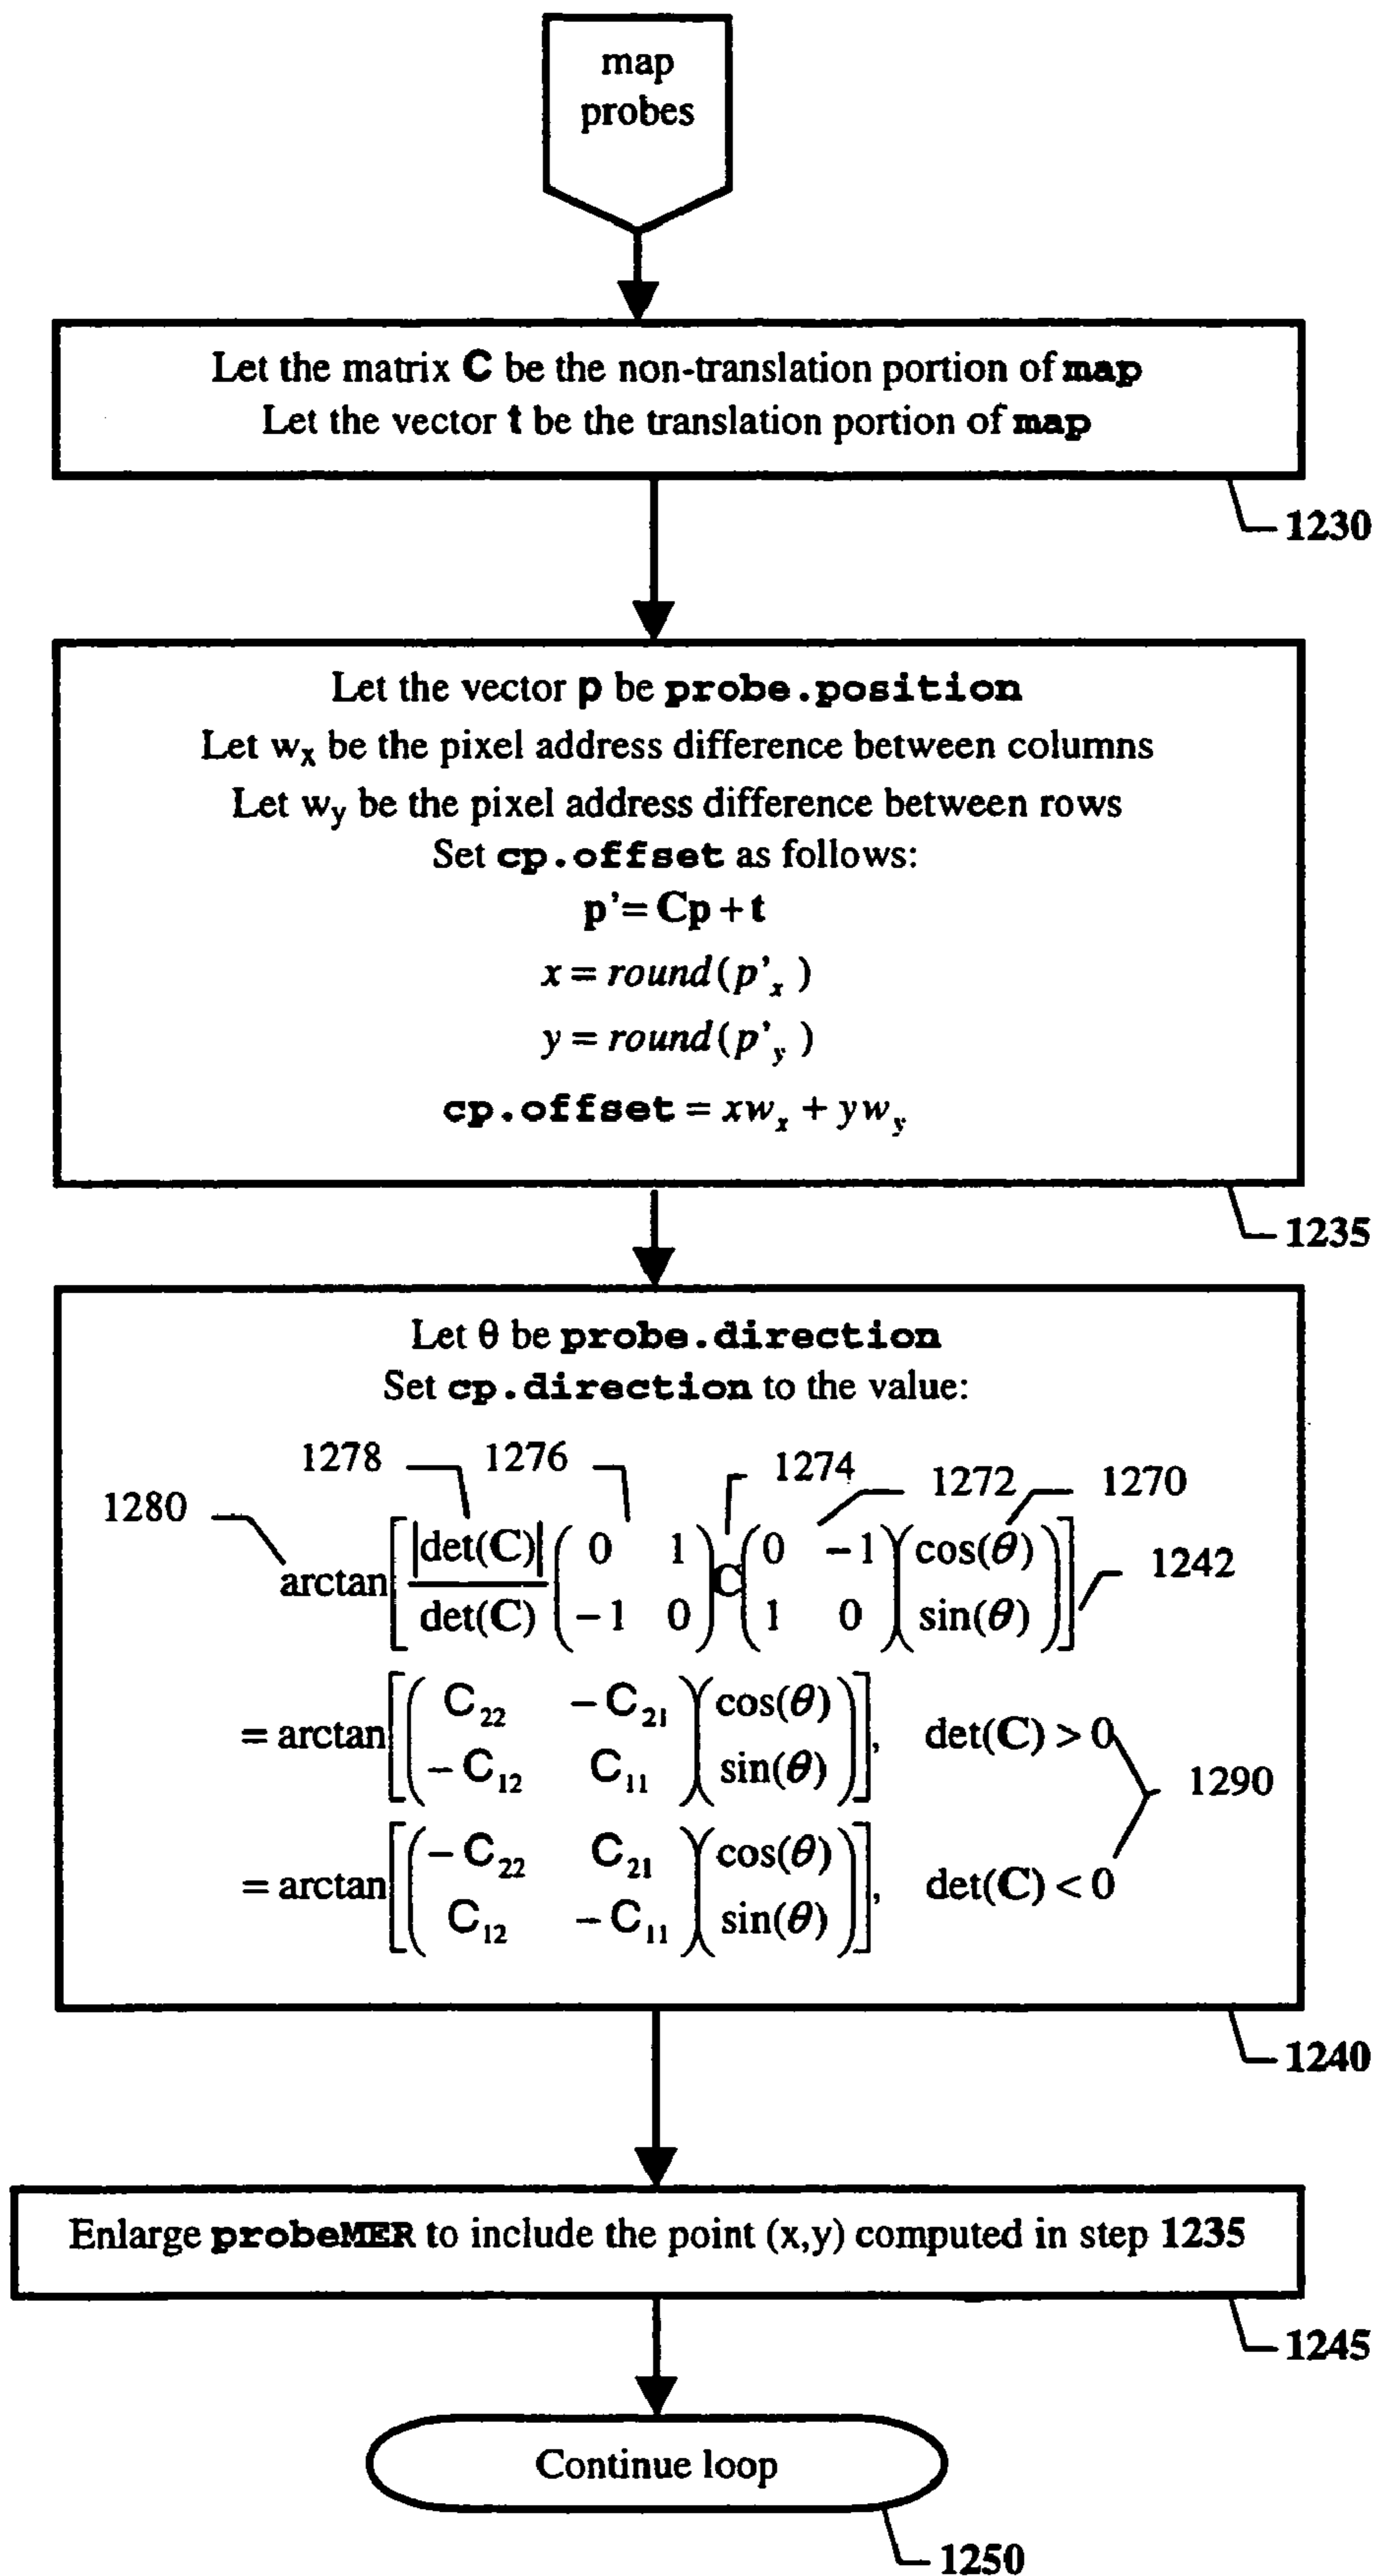 map
probes
Let the matrix C be the non-translation portion of map
Let the vector t be the translation portion of map
1230
Let the vector p be probe.position
Let wₓ be the pixel address difference between columns
Let w_y be the pixel address difference between rows
Set cp.offset as follows:
p'= Cp + t
x = round(p'ₓ)
y = round(p'_y)
cp.offset = xwₓ + yw_y
1235
Let θ be probe.direction
Set cp.direction to the value:
1278 1276 1274 1272 1270
1280
arctan[ |det(C)| / det(C) ( 0 1 ; -1 0 ) C ( 0 -1 ; 1 0 ) ( cos(θ) ; sin(θ) ) ] 1242
= arctan[ ( C₂₂ -C₂₁ ; -C₁₂ C₁₁ ) ( cos(θ) ; sin(θ) ) ], det(C) > 0
1290
= arctan[ ( -C₂₂ C₂₁ ; C₁₂ -C₁₁ ) ( cos(θ) ; sin(θ) ) ], det(C) < 0
1240
Enlarge probeMER to include the point (x,y) computed in step 1235
1245
Continue loop
1250